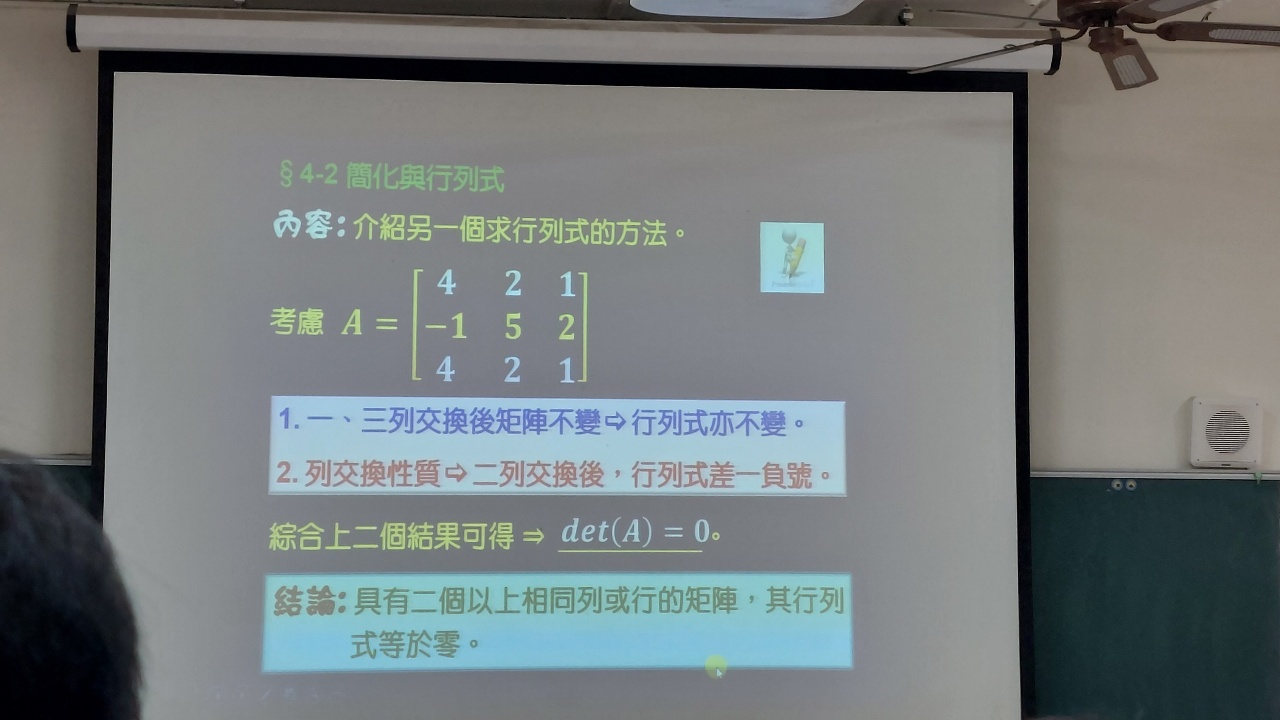 § 4-2 簡化與行列式
內容: 介紹另一個求行列式的方法。
考慮 A = [4 2 1
−1 5 2
4 2 1]
1. 一、三列交換後矩陣不變⇨行列式亦不變。
2. 列交換性質⇨二列交換後，行列式差一負號。
綜合上二個結果可得 ⇒ det(A) = 0。
結論: 具有二個以上相同列或行的矩陣，其行列
式等於零。